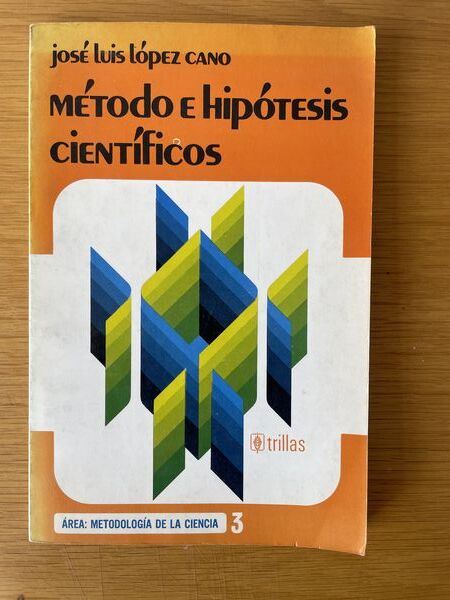 José Luis López Cano
Método e hipótesis
científicos
trillas
ÁREA: METODOLOGÍA DE LA CIENCIA 3